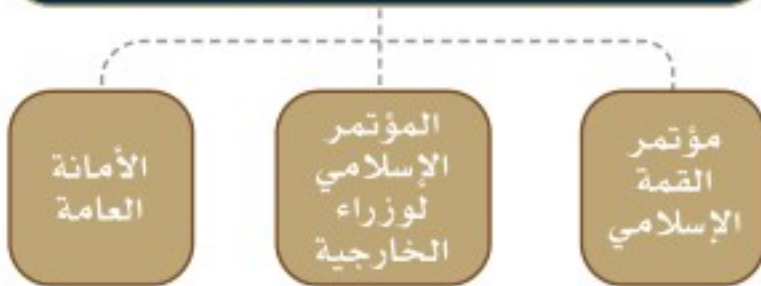 مؤتمر
القمة
الإسلامي
المؤتمر
الإسلامي
لوزراء
الخارجية
الأمانة
العامة